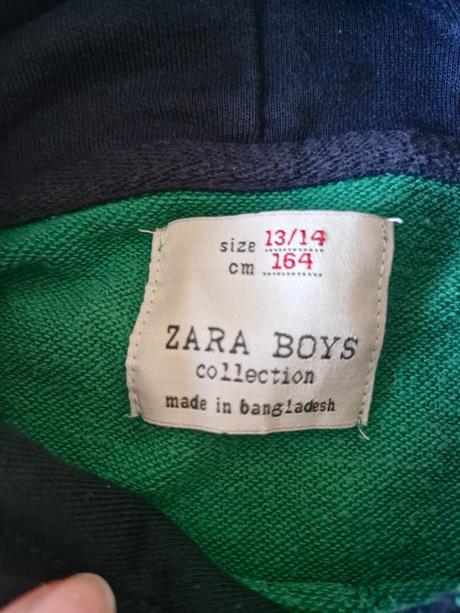 size 13/14
cm 164
ZARA BOYS
collection
made in bangladesh